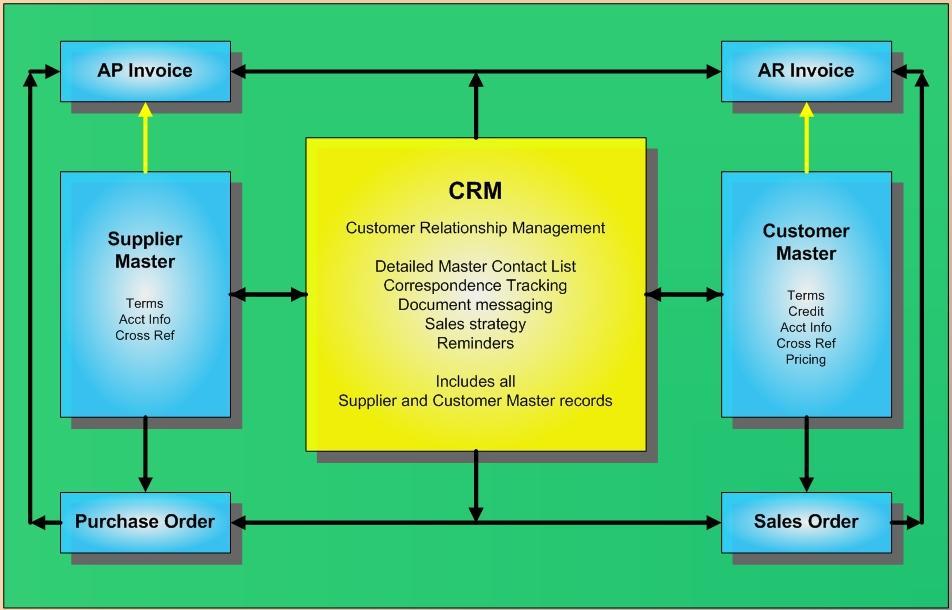 AP Invoice
AR Invoice
CRM
Customer Relationship Management
Detailed Master Contact List
Correspondence Tracking
Document messaging
Sales strategy
Reminders
Includes all
Supplier and Customer Master records
Supplier
Master
Terms
Acct Info
Cross Ref
Customer
Master
Terms
Credit
Acct Info
Cross Ref
Pricing
Purchase Order
Sales Order